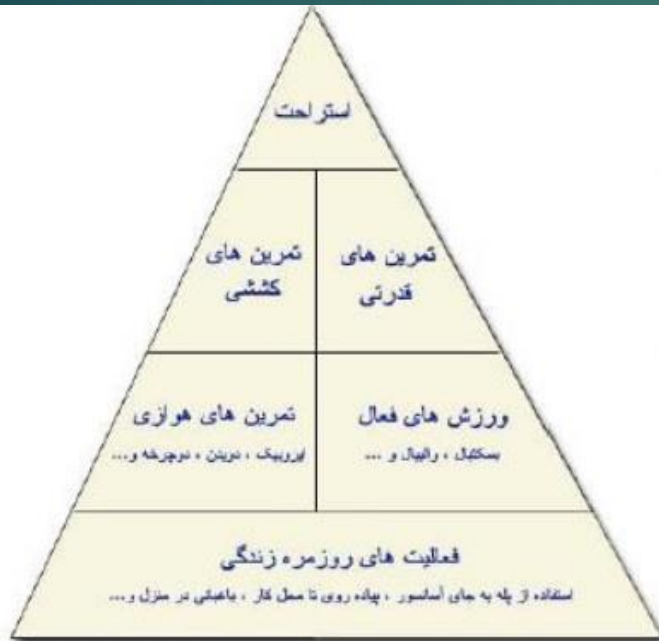 استراحت
تمرین های
قدرتی
تمرین های
کششی
ورزش های فعال
بسکتبال ، والیبال و ...
تمرین های هوازی
ایروبیک ، دویدن ، دوچرخه و...
فعالیت های روزمره زندگی
استفاده از پله به جای آسانسور ، پیاده روی تا محل کار ، باغبانی در منزل و...